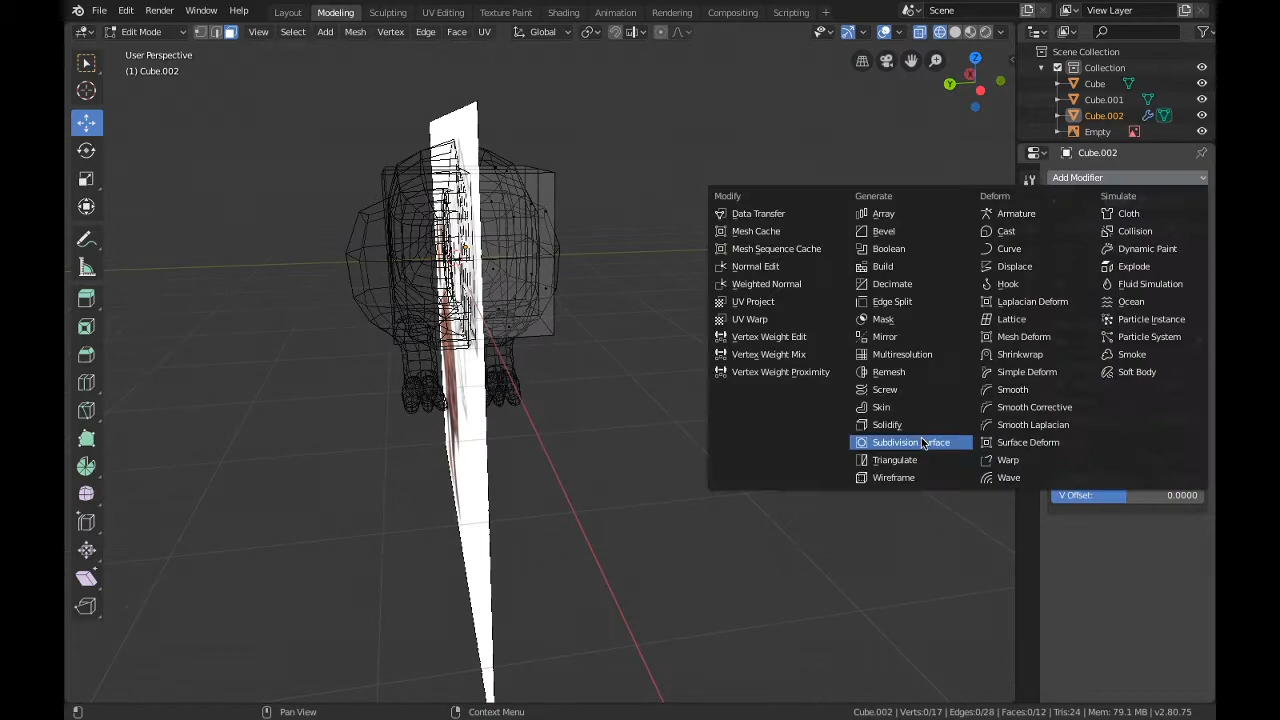 File Edit Render Window Help Layout Modeling Sculpting UV Editing Texture Paint Shading Animation Rendering Compositing Scripting + Scene View Layer
Edit Mode View Select Add Mesh Vertex Edge Face UV Global
User Perspective
(1) Cube.002
Z
X
Y
Scene Collection
Collection
Cube
Cube.001
Cube.002
Empty
Cube.002
Add Modifier
Modify Generate Deform Simulate
Data Transfer Array Armature Cloth
Mesh Cache Bevel Cast Collision
Mesh Sequence Cache Boolean Curve Dynamic Paint
Normal Edit Build Displace Explode
Weighted Normal Decimate Hook Fluid Simulation
UV Project Edge Split Laplacian Deform Ocean
UV Warp Mask Lattice Particle Instance
Vertex Weight Edit Mirror Mesh Deform Particle System
Vertex Weight Mix Multiresolution Shrinkwrap Smoke
Vertex Weight Proximity Remesh Simple Deform Soft Body
Screw Smooth
Skin Smooth Corrective
Solidify Smooth Laplacian
Subdivision Surface Surface Deform
Triangulate Warp
Wireframe Wave
V Offset: 0.0000
Pan View Context Menu Cube.002 | Verts:0/17 | Edges:0/28 | Faces:0/12 | Tris:24 | Mem: 79.1 MB | v2.80.75